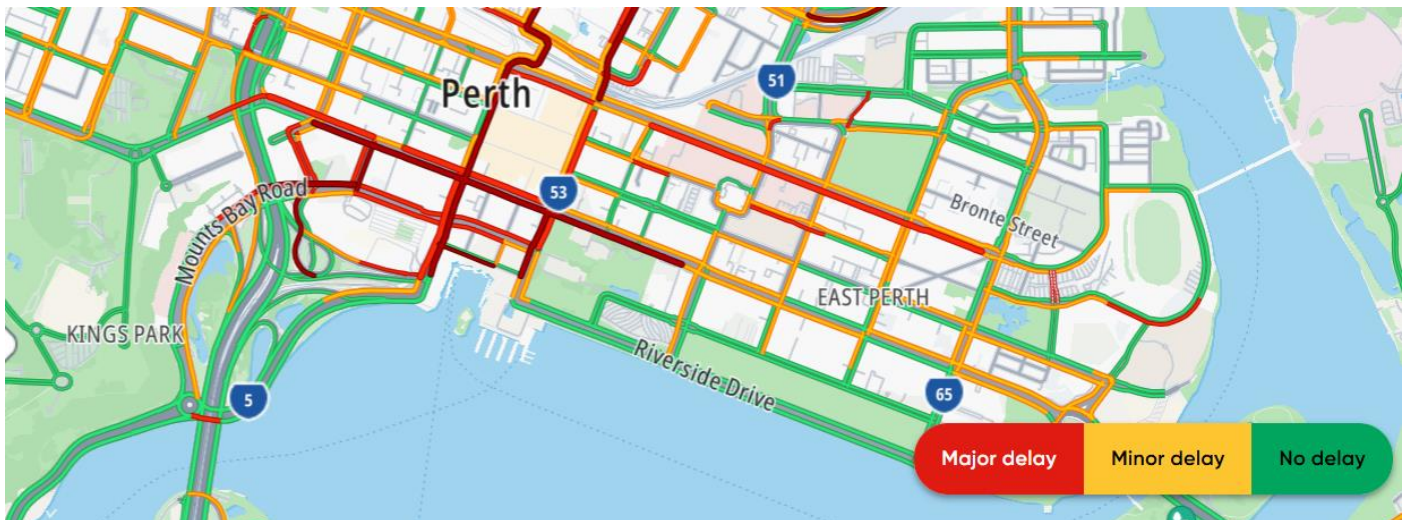 51
Perth
53
Mounts Bay Road
Bronte Street
EAST PERTH
KINGS PARK
Riverside Drive
5
65
Major delay
Minor delay
No delay